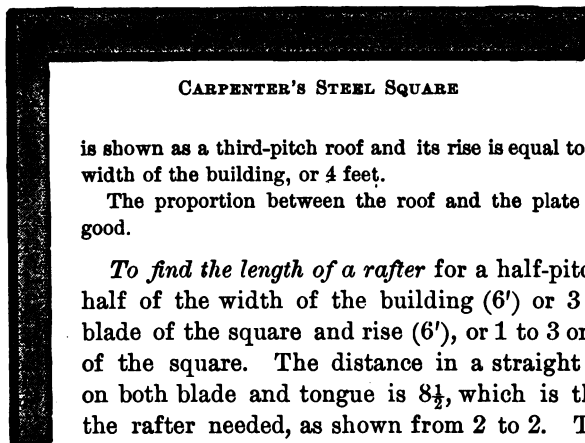 CARPENTER'S STEEL SQUARE
is shown as a third-pitch roof and its rise is equal to
width of the building, or 4 feet.
The proportion between the roof and the plate
good.
To find the length of a rafter for a half-pitc
half of the width of the building (6') or 3
blade of the square and rise (6'), or 1 to 3 on
of the square. The distance in a straight
on both blade and tongue is 8½, which is th
the rafter needed, as shown from 2 to 2. T